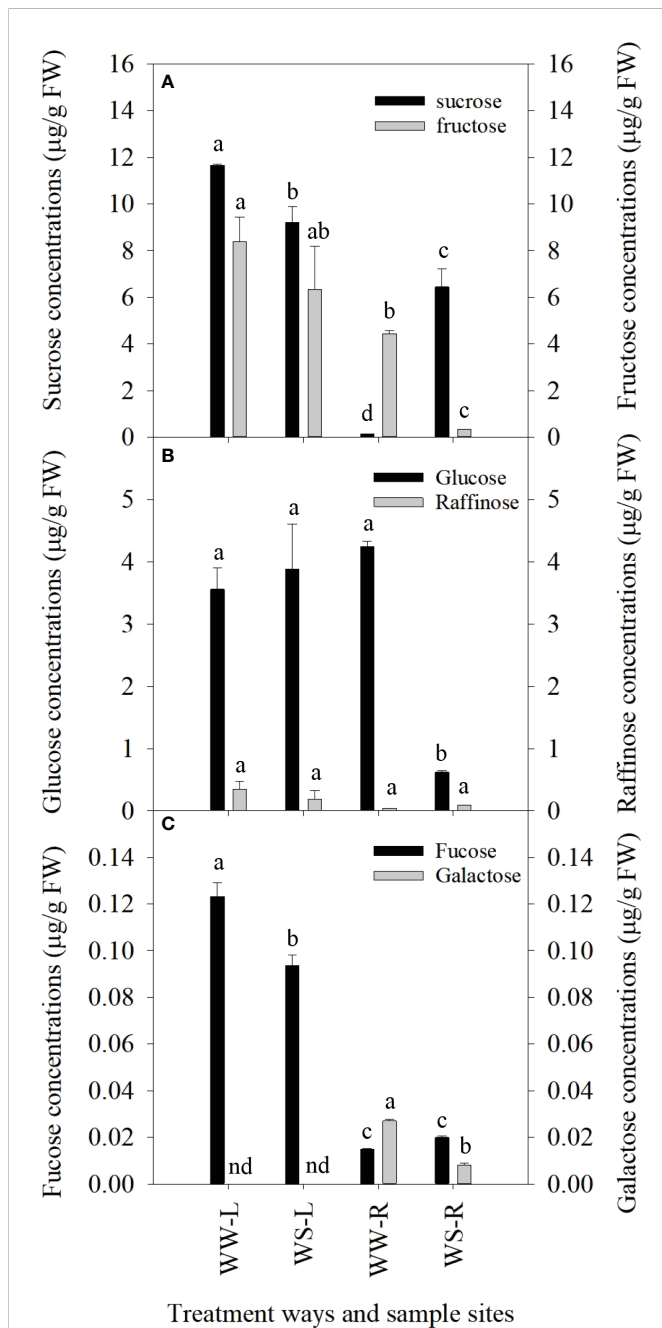 A
sucrose
fructose
Sucrose concentrations (µg/g FW)
Fructose concentrations (µg/g FW)
16
14
12
10
8
6
4
2
0
16
14
12
10
8
6
4
2
0
a
a
b
ab
d
b
c
c
B
Glucose
Raffinose
Glucose concentrations (µg/g FW)
Raffinose concentrations (µg/g FW)
5
4
3
2
1
0
5
4
3
2
1
0
a
a
a
a
a
a
b
a
C
Fucose
Galactose
Fucose concentrations (µg/g FW)
Galactose concentrations (µg/g FW)
0.14
0.12
0.10
0.08
0.06
0.04
0.02
0.00
0.14
0.12
0.10
0.08
0.06
0.04
0.02
0.00
a
nd
b
nd
c
a
c
b
WW-L
WS-L
WW-R
WS-R
Treatment ways and sample sites